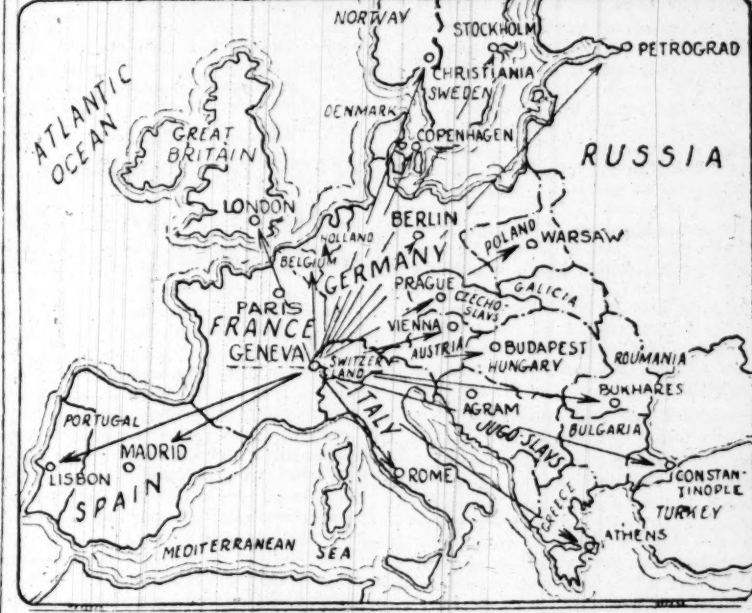 NORWAY
STOCKHOLM
PETROGRAD
CHRISTIANIA
SWEDEN
ATLANTIC
OCEAN
DENMARK
GREAT
BRITAIN
COPENHAGEN
RUSSIA
LONDON
BERLIN
HOLLAND
BELGIUM
GERMANY
POLAND
WARSAW
PRAGUE
CZECHO-
SLAVS
GALICIA
PARIS
FRANCE
VIENNA
GENEVA
SWITZER
LAND
AUSTRIA
BUDAPEST
HUNGARY
ROUMANIA
BUKHARES
AGRAM
ITALY
JUGO-SLAVS
BULGARIA
PORTUGAL
MADRID
LISBON
SPAIN
ROME
CONSTAN-
TINOPLE
TURKEY
GREECE
ATHENS
MEDITERRANEAN SEA